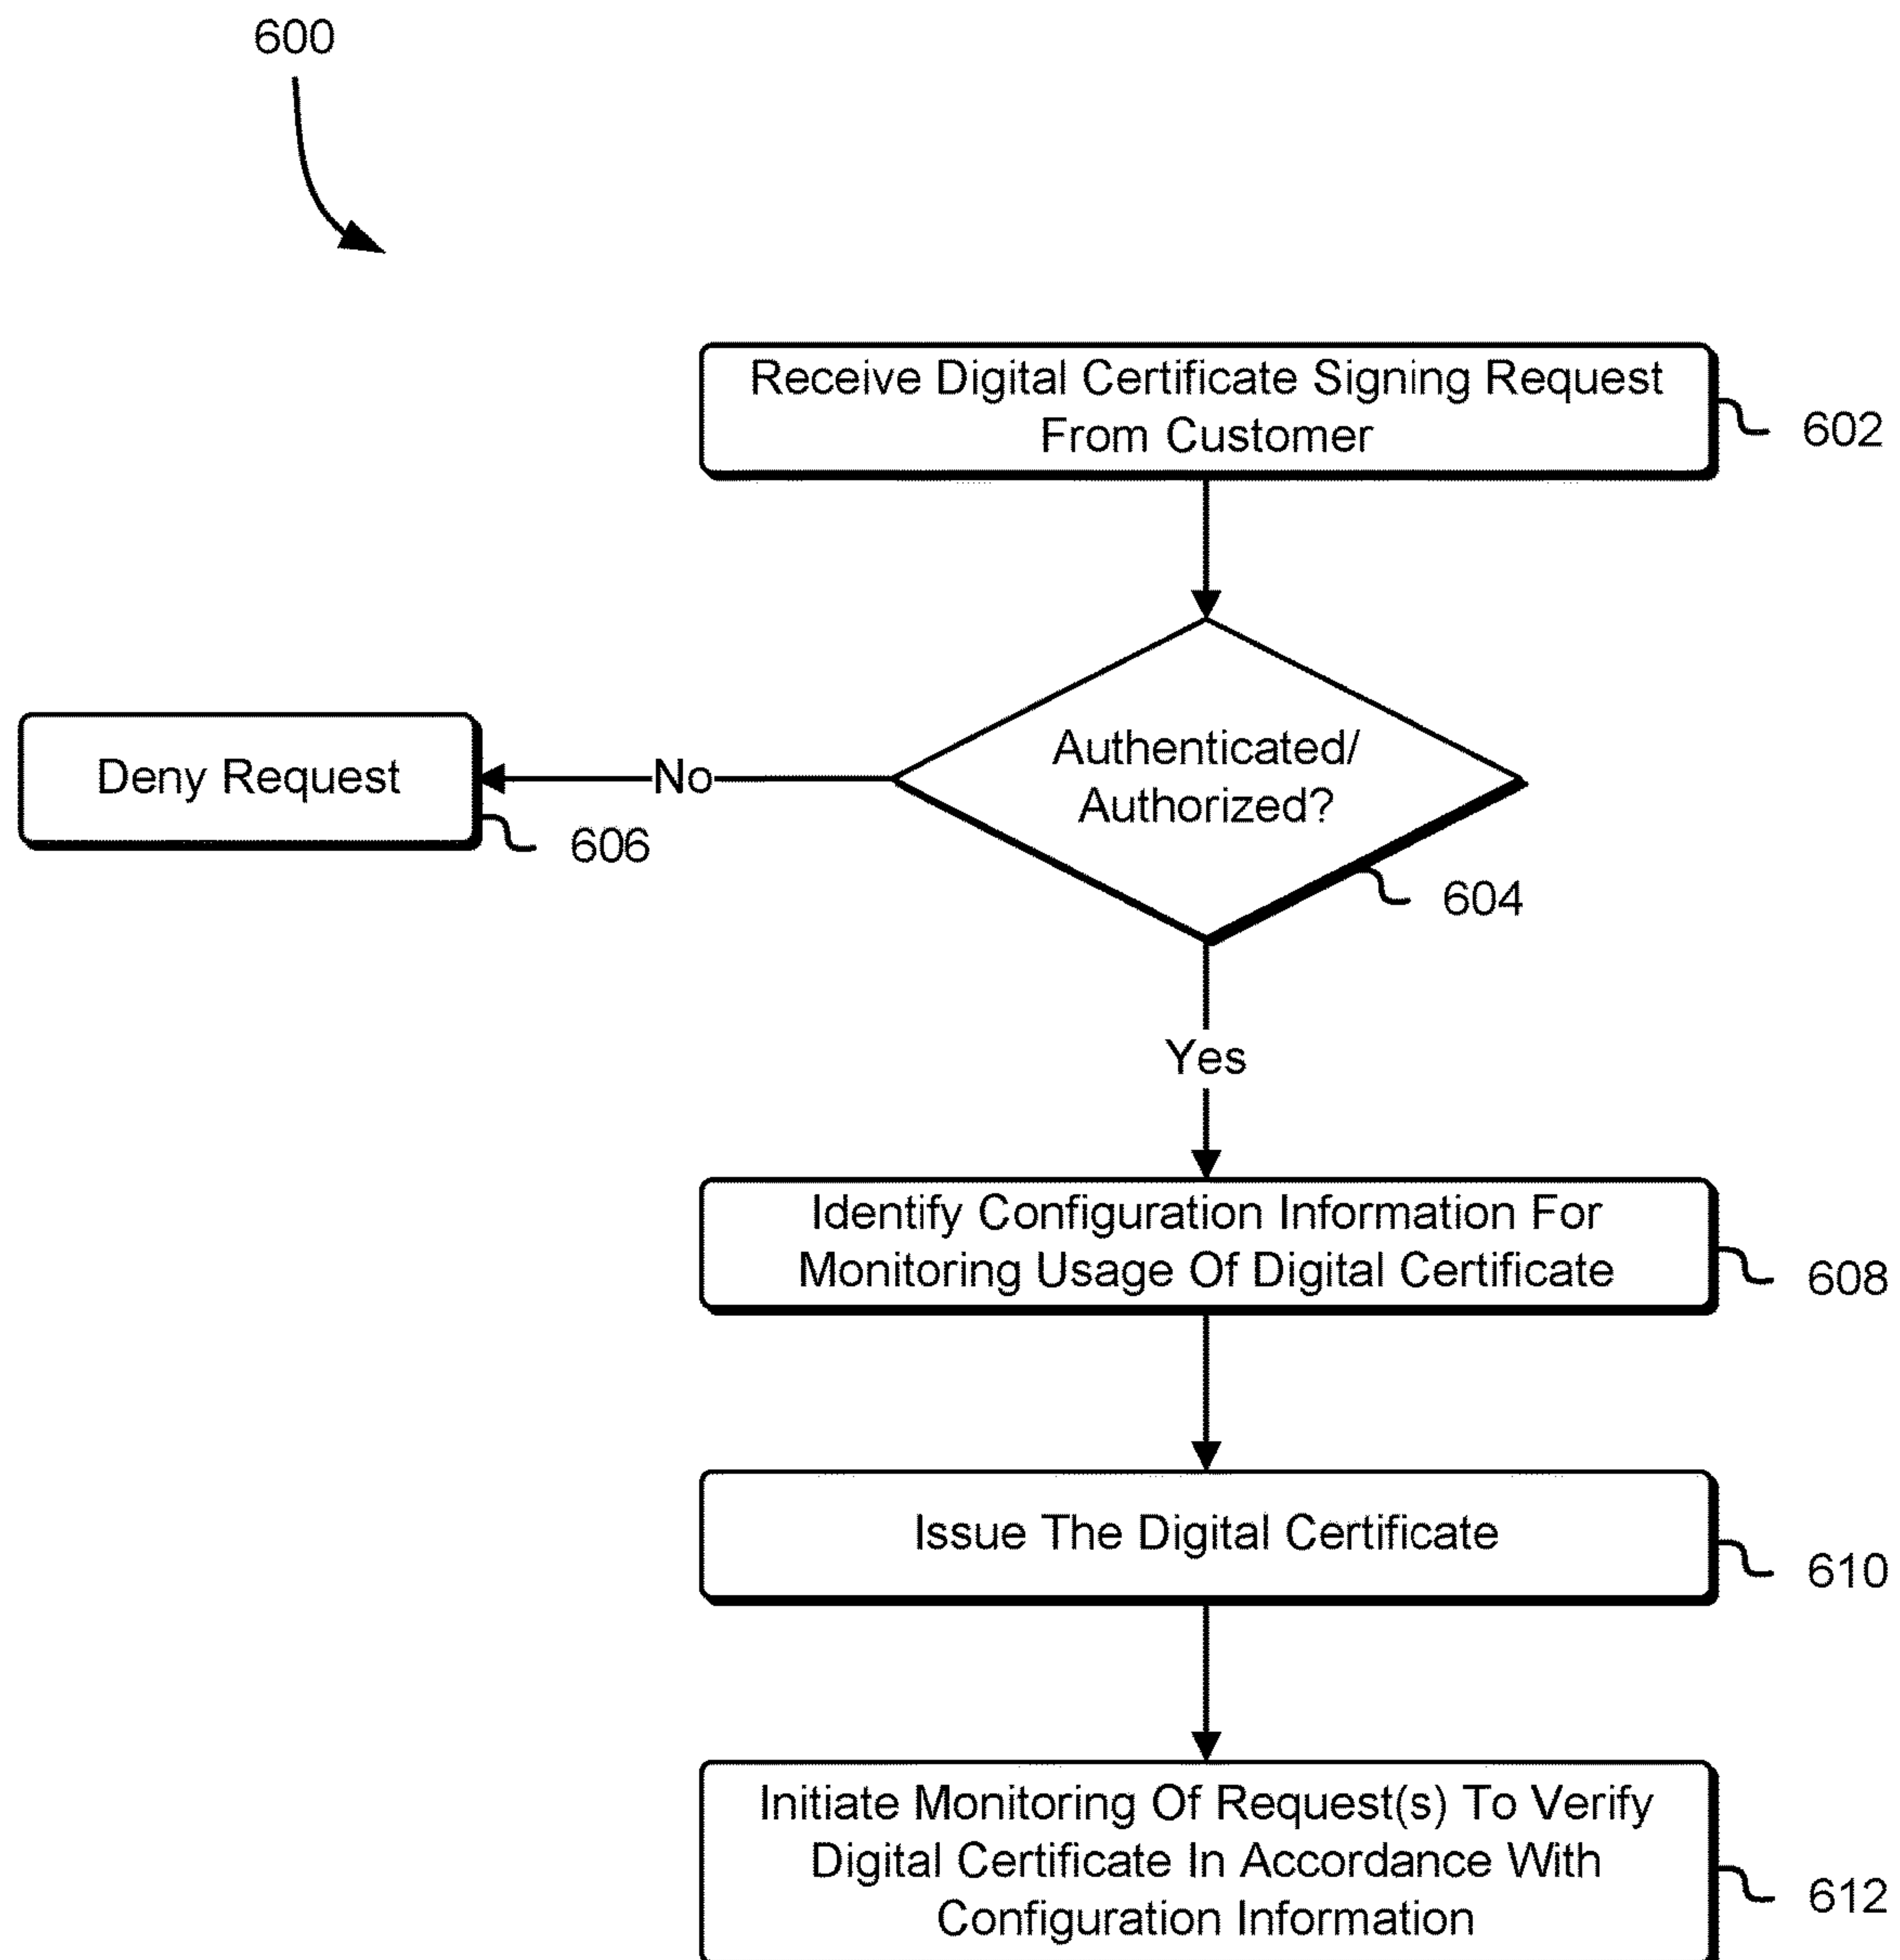 600
Receive Digital Certificate Signing Request
From Customer
602
Authenticated/
Authorized?
604
No
Deny Request
606
Yes
Identify Configuration Information For
Monitoring Usage Of Digital Certificate
608
Issue The Digital Certificate
610
Initiate Monitoring Of Request(s) To Verify
Digital Certificate In Accordance With
Configuration Information
612